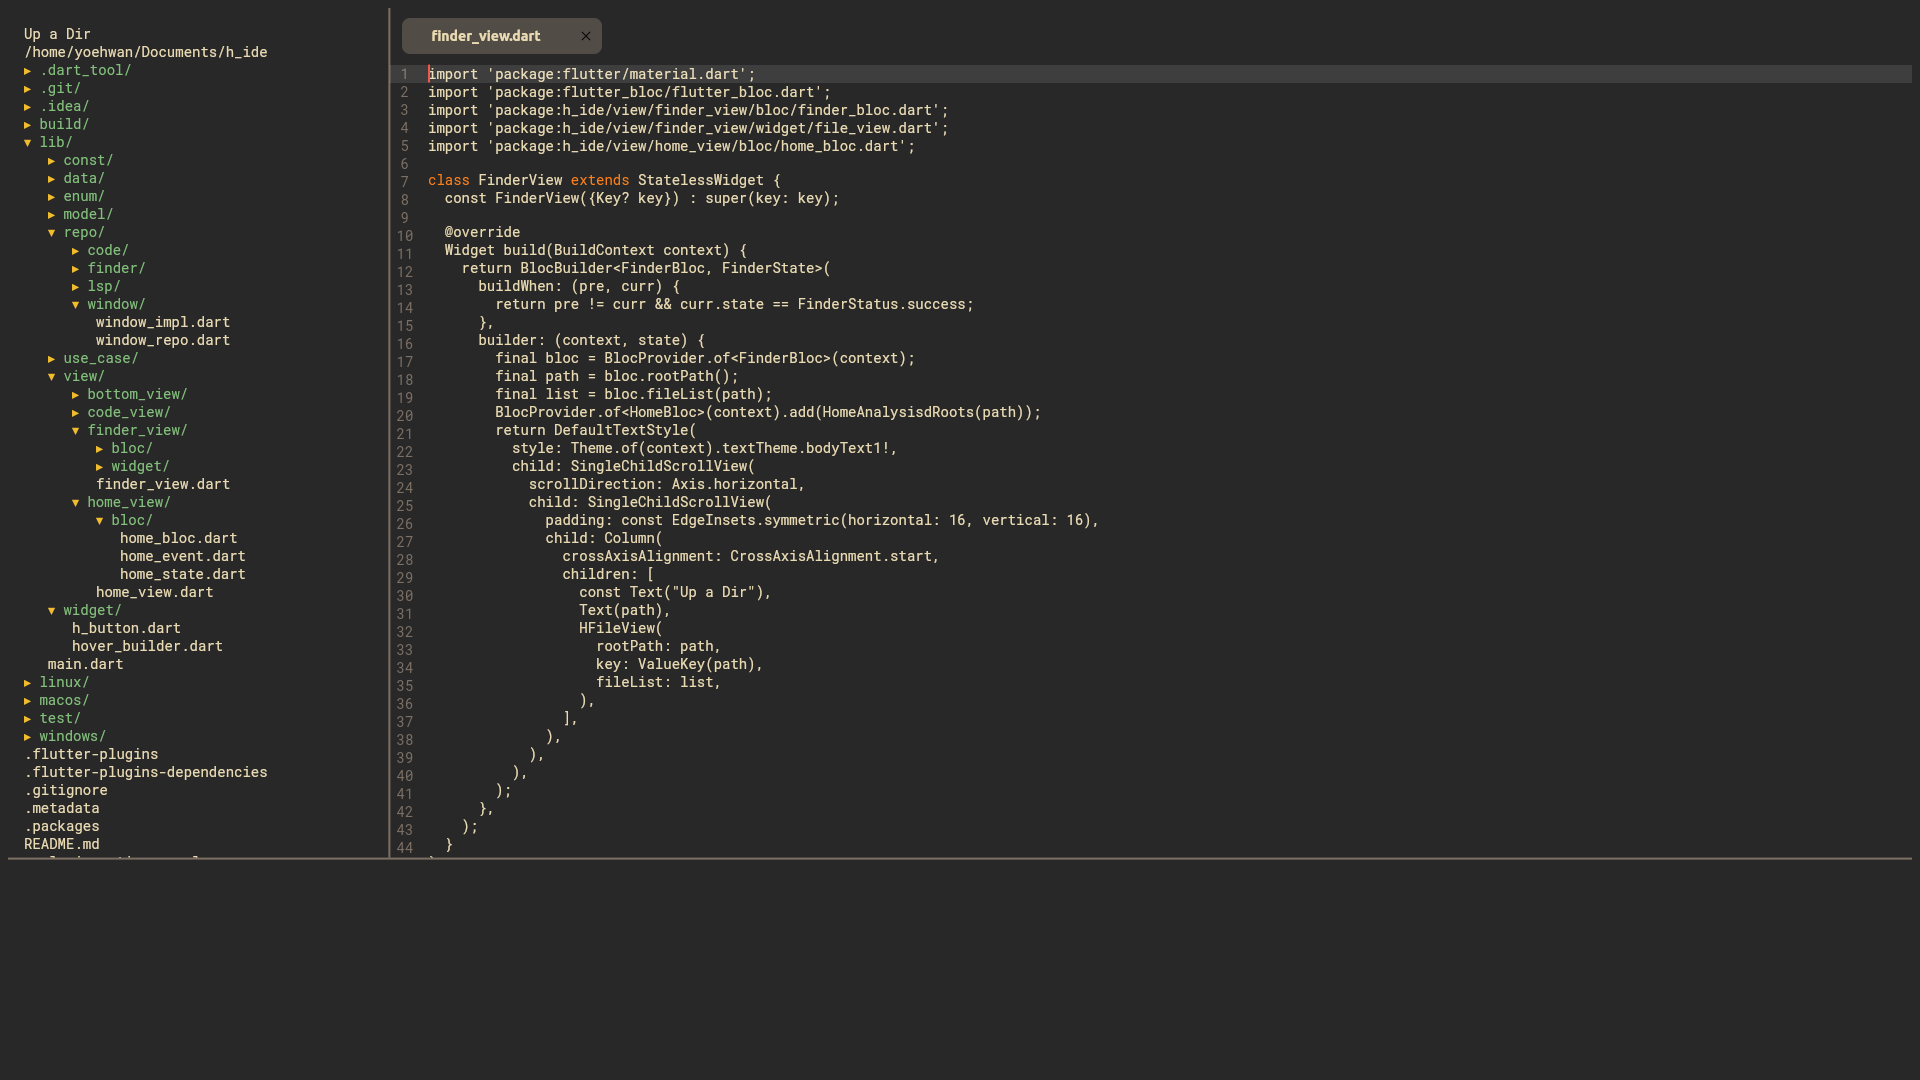 Up a Dir
/home/yoehwan/Documents/h_ide
▸ .dart_tool/
▸ .git/
▸ .idea/
▸ build/
▾ lib/
▸ const/
▸ data/
▸ enum/
▸ model/
▾ repo/
▸ code/
▸ finder/
▸ lsp/
▾ window/
window_impl.dart
window_repo.dart
▸ use_case/
▾ view/
▸ bottom_view/
▸ code_view/
▾ finder_view/
▸ bloc/
▸ widget/
finder_view.dart
▾ home_view/
▾ bloc/
home_bloc.dart
home_event.dart
home_state.dart
home_view.dart
▾ widget/
h_button.dart
hover_builder.dart
main.dart
▸ linux/
▸ macos/
▸ test/
▸ windows/
.flutter-plugins
.flutter-plugins-dependencies
.gitignore
.metadata
.packages
README.md
finder_view.dart ×
1 import 'package:flutter/material.dart';
2 import 'package:flutter_bloc/flutter_bloc.dart';
3 import 'package:h_ide/view/finder_view/bloc/finder_bloc.dart';
4 import 'package:h_ide/view/finder_view/widget/file_view.dart';
5 import 'package:h_ide/view/home_view/bloc/home_bloc.dart';
6
7 class FinderView extends StatelessWidget {
8   const FinderView({Key? key}) : super(key: key);
9
10   @override
11   Widget build(BuildContext context) {
12     return BlocBuilder<FinderBloc, FinderState>(
13       buildWhen: (pre, curr) {
14         return pre != curr && curr.state == FinderStatus.success;
15       },
16       builder: (context, state) {
17         final bloc = BlocProvider.of<FinderBloc>(context);
18         final path = bloc.rootPath();
19         final list = bloc.fileList(path);
20         BlocProvider.of<HomeBloc>(context).add(HomeAnalysisdRoots(path));
21         return DefaultTextStyle(
22           style: Theme.of(context).textTheme.bodyText1!,
23           child: SingleChildScrollView(
24             scrollDirection: Axis.horizontal,
25             child: SingleChildScrollView(
26               padding: const EdgeInsets.symmetric(horizontal: 16, vertical: 16),
27               child: Column(
28                 crossAxisAlignment: CrossAxisAlignment.start,
29                 children: [
30                   const Text("Up a Dir"),
31                   Text(path),
32                   HFileView(
33                     rootPath: path,
34                     key: ValueKey(path),
35                     fileList: list,
36                   ),
37                 ],
38               ),
39             ),
40           ),
41         );
42       },
43     );
44   }